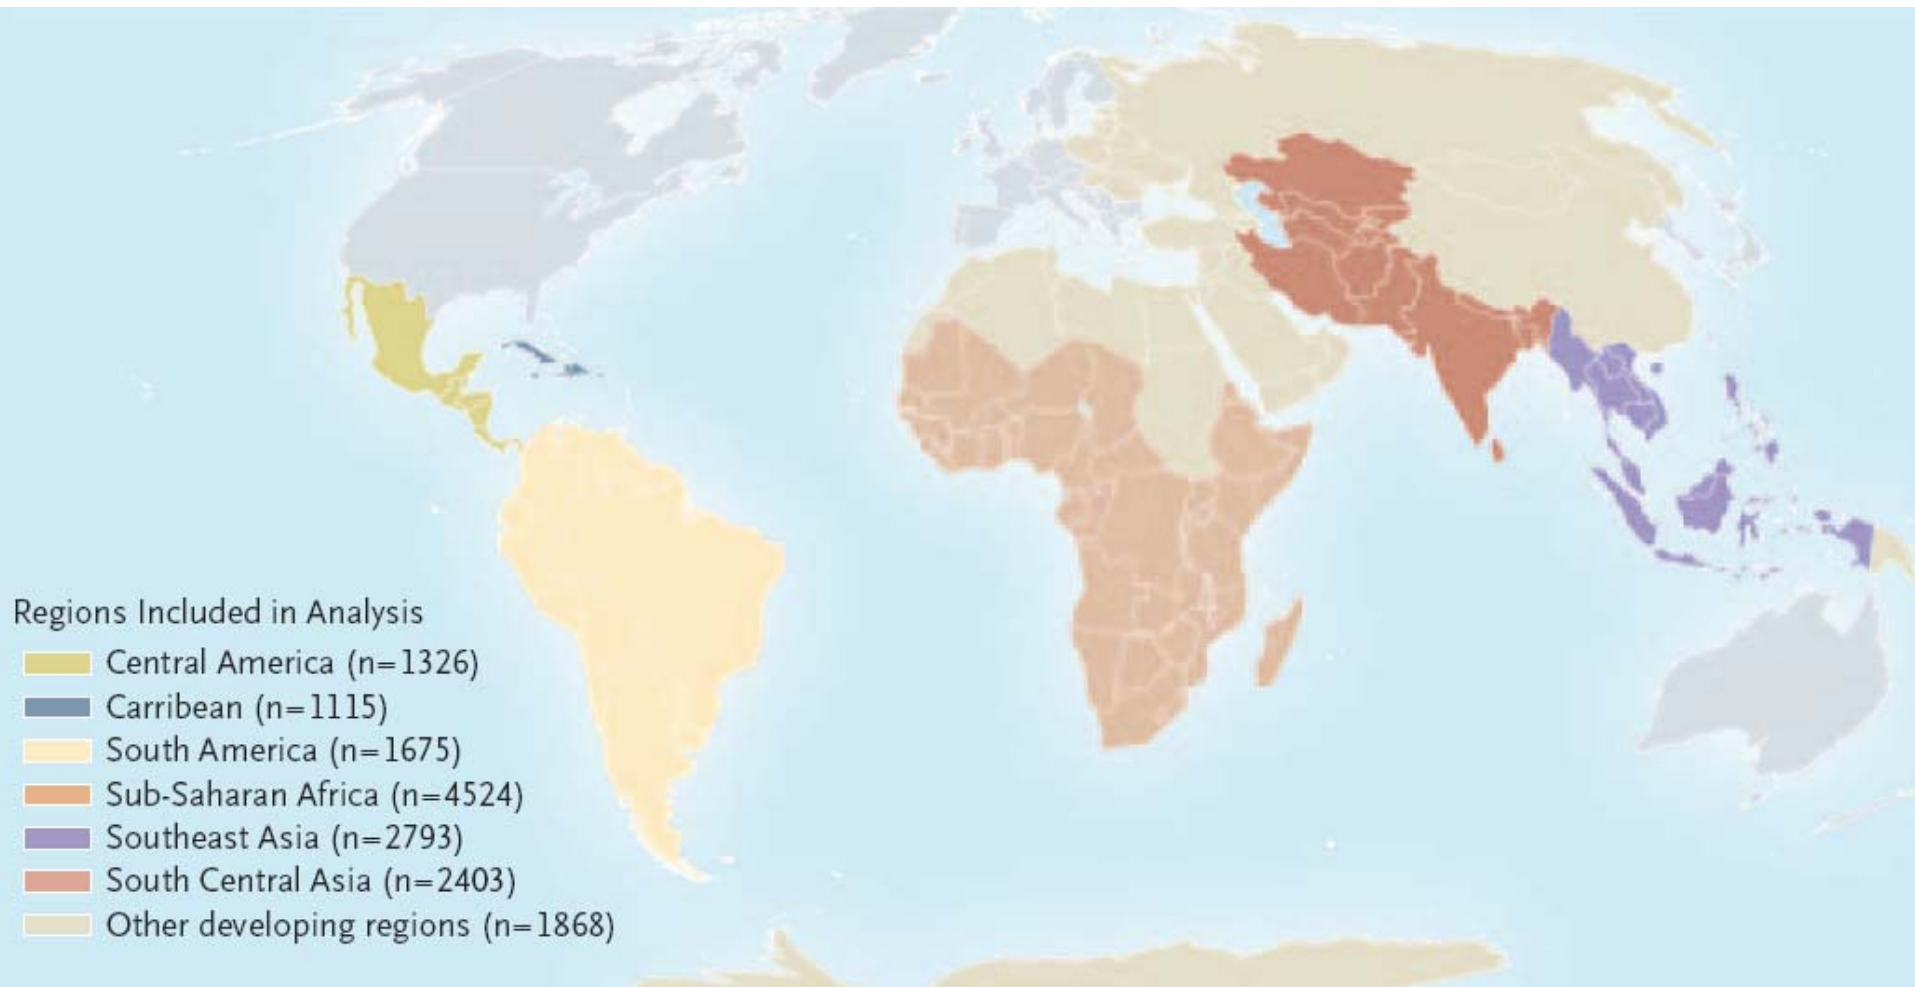 Regions Included in Analysis
Central America (n=1326)
Carribean (n=1115)
South America (n=1675)
Sub-Saharan Africa (n=4524)
Southeast Asia (n=2793)
South Central Asia (n=2403)
Other developing regions (n=1868)